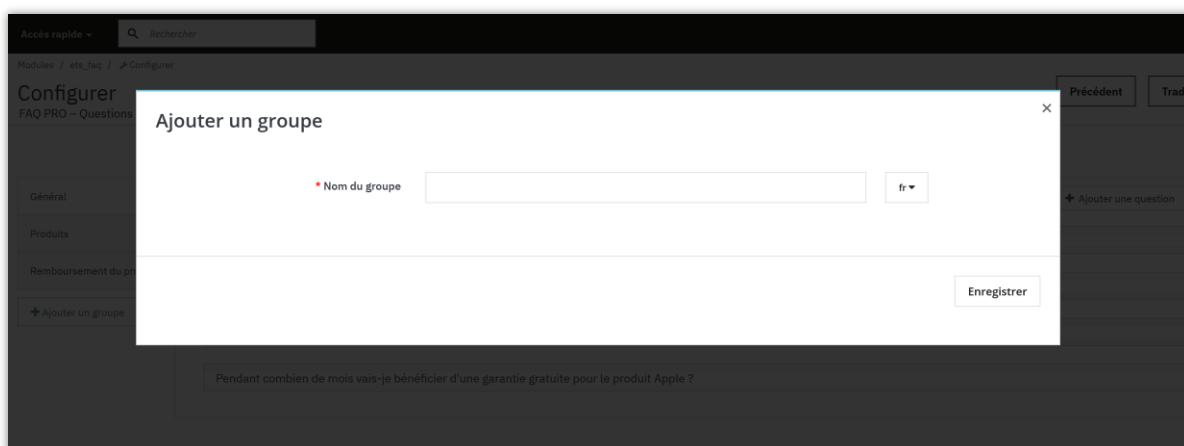 Accès rapide
Rechercher
Modules / ets_faq / Configurer
Configurer
Précédent
FAQ PRO – Questions
Ajouter un groupe
×
* Nom du groupe
fr
Général
+ Ajouter une question
Produits
Remboursement du
+ Ajouter un groupe
Enregistrer
Pendant combien de mois vais-je bénéficier d'une garantie gratuite pour le produit Apple ?